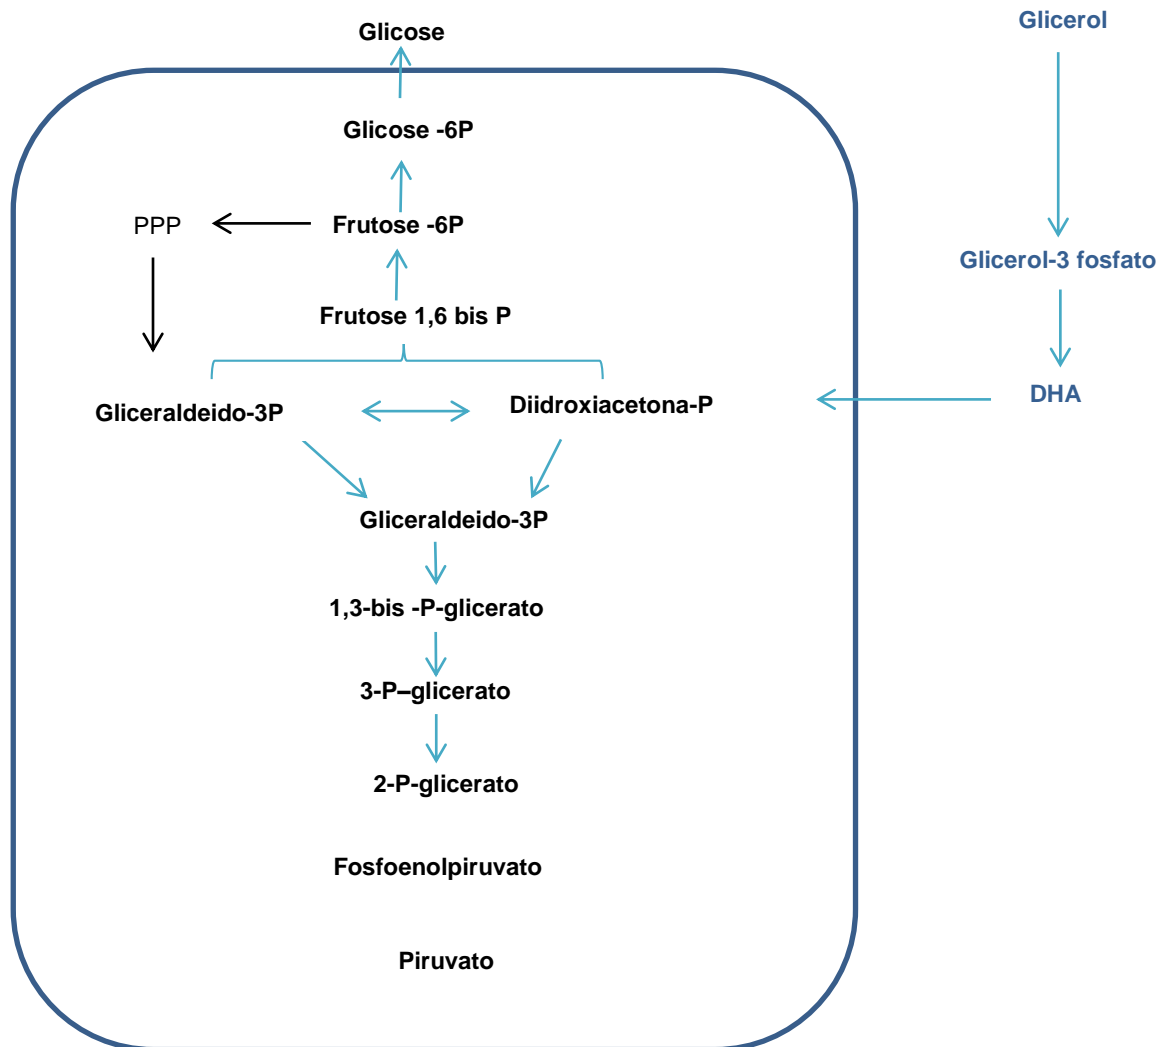 Glicose
Glicerol
Glicose -6P
PPP
Frutose -6P
Glicerol-3 fosfato
Frutose 1,6 bis P
Gliceraldeido-3P
Diidroxiacetona-P
DHA
Gliceraldeido-3P
1,3-bis -P-glicerato
3-P–glicerato
2-P-glicerato
Fosfoenolpiruvato
Piruvato